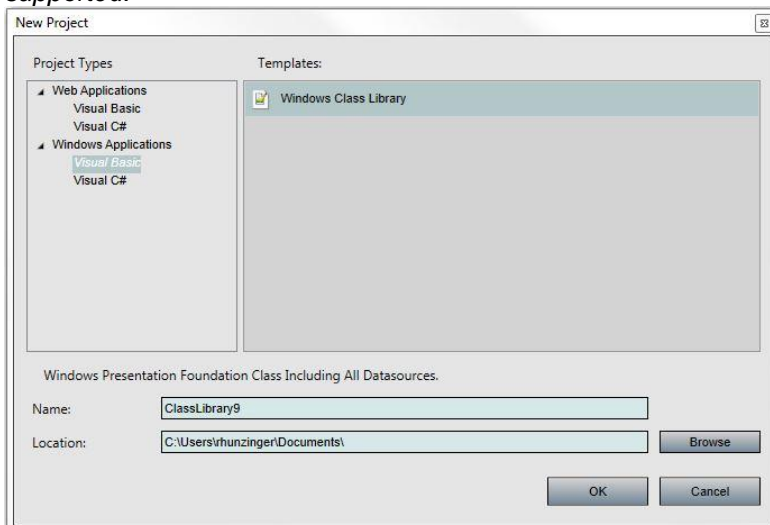 supported.
New Project
Project Types
Templates:
Web Applications
Visual Basic
Visual C#
Windows Applications
Visual Basic
Visual C#
Windows Class Library
Windows Presentation Foundation Class Including All Datasources.
Name:
ClassLibrary9
Location:
C:\Users\rhunzinger\Documents\
Browse
OK
Cancel